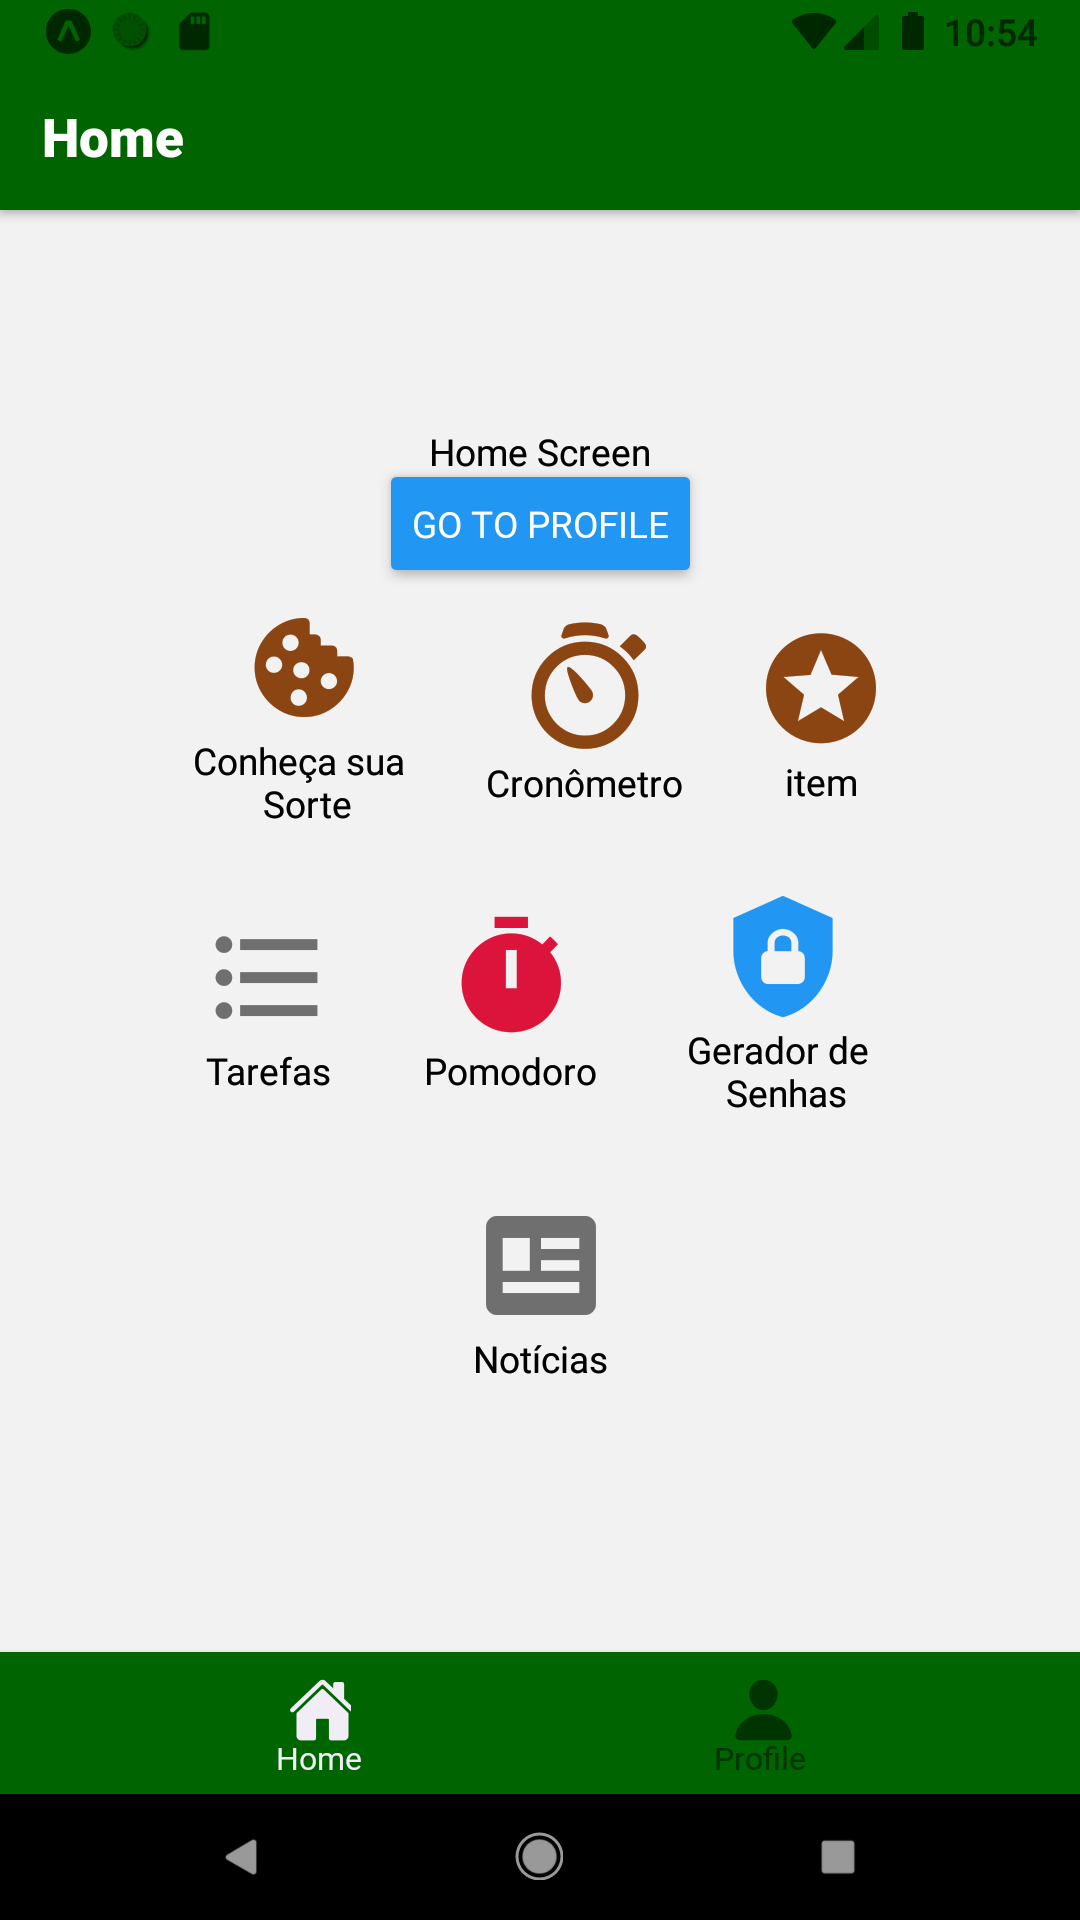 10:54
Home
Home Screen
GO TO PROFILE
Conheça sua
Sorte
Cronômetro
item
Tarefas
Pomodoro
Gerador de
Senhas
Notícias
Home
Profile